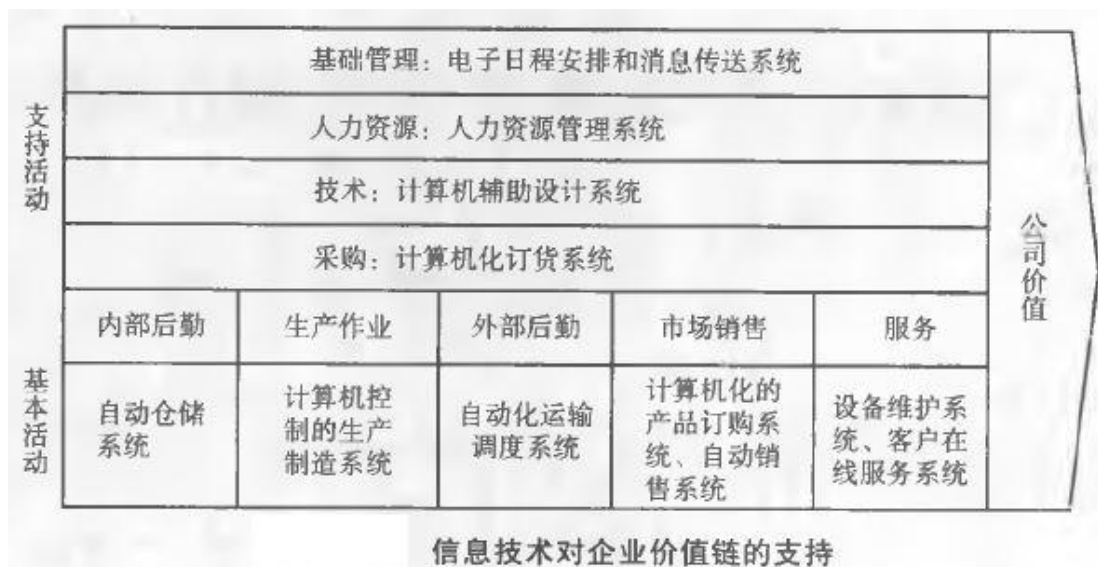 基础管理：电子日程安排和消息传送系统
人力资源：人力资源管理系统
技术：计算机辅助设计系统
采购：计算机化订货系统
支持活动
内部后勤
生产作业
外部后勤
市场销售
服务
基本活动
自动仓储
系统
计算机控
制的生产
制造系统
自动化运输
调度系统
计算机化的
产品订购系
统、自动销
售系统
设备维护系
统、客户在
线服务系统
公司价值
信息技术对企业价值链的支持